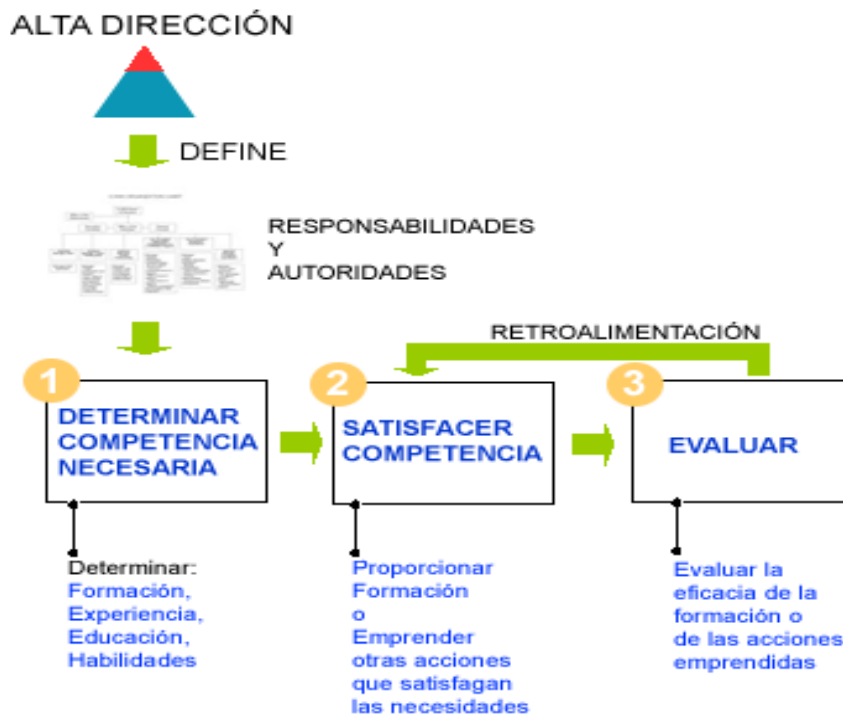 ALTA DIRECCIÓN
DEFINE
RESPONSABILIDADES
Y
AUTORIDADES
RETROALIMENTACIÓN
1
DETERMINAR
COMPETENCIA
NECESARIA
2
SATISFACER
COMPETENCIA
3
EVALUAR
Determinar:
Formación,
Experiencia,
Educación,
Habilidades
Proporcionar
Formación
o
Emprender
otras acciones
que satisfagan
las necesidades
Evaluar la
eficacia de la
formación o
de las acciones
emprendidas